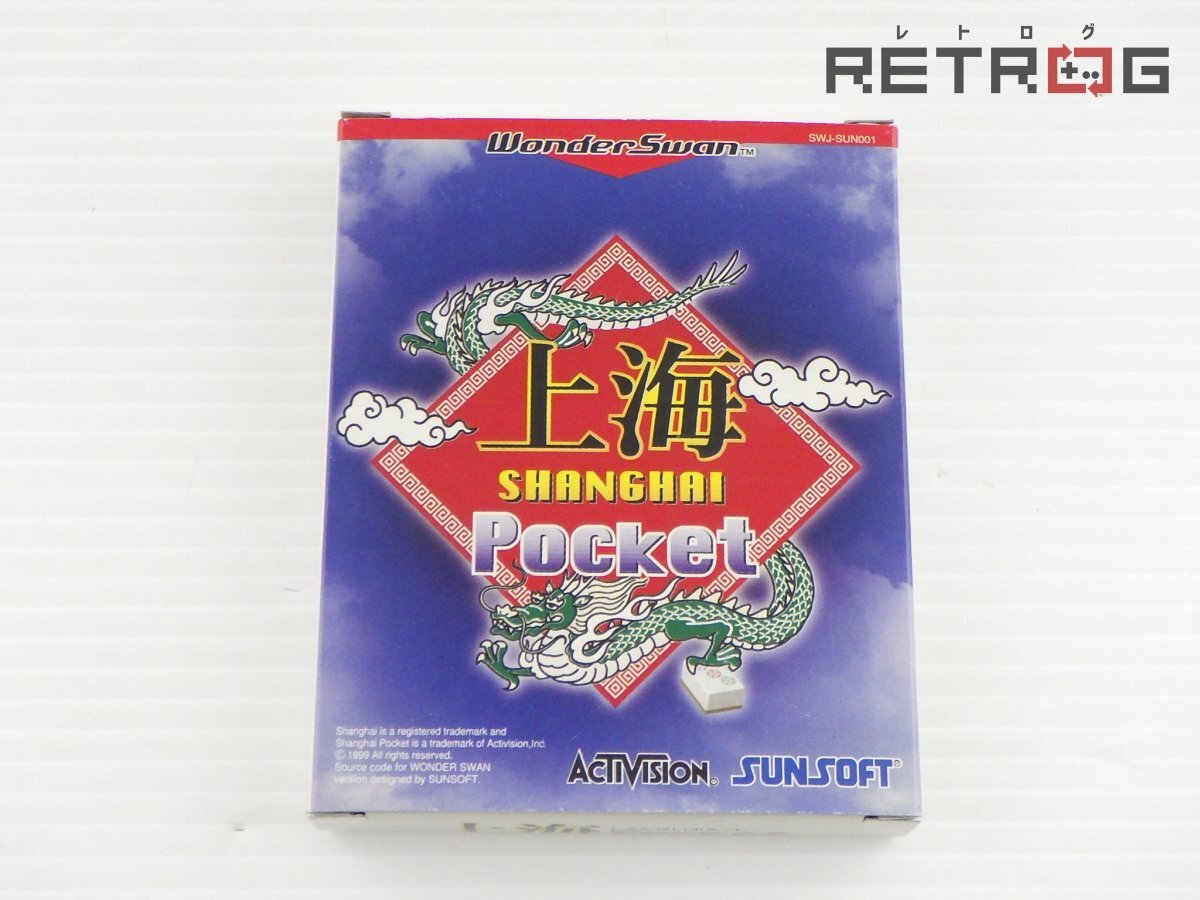 レトログ
RETROG
WonderSwan™
SWJ-SUN001
上海
SHANGHAI
Pocket
Shanghai is a registered trademark and
Shanghai Pocket is a trademark of Activision,Inc.
© 1999 All rights reserved.
Source code for WONDER SWAN
version designed by SUNSOFT.
ACTIVISION®
SUNSOFT®
上海